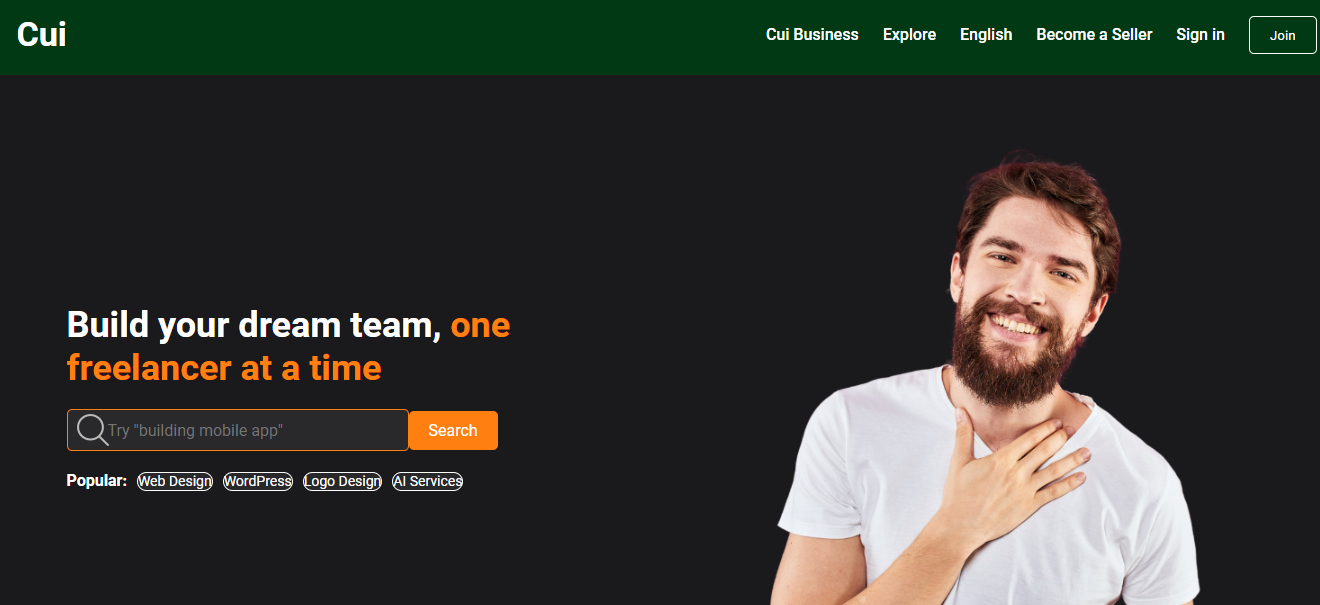 Cui
Cui Business Explore English Become a Seller Sign in Join
Build your dream team, one
freelancer at a time
Try "building mobile app" Search
Popular: Web Design WordPress Logo Design AI Services